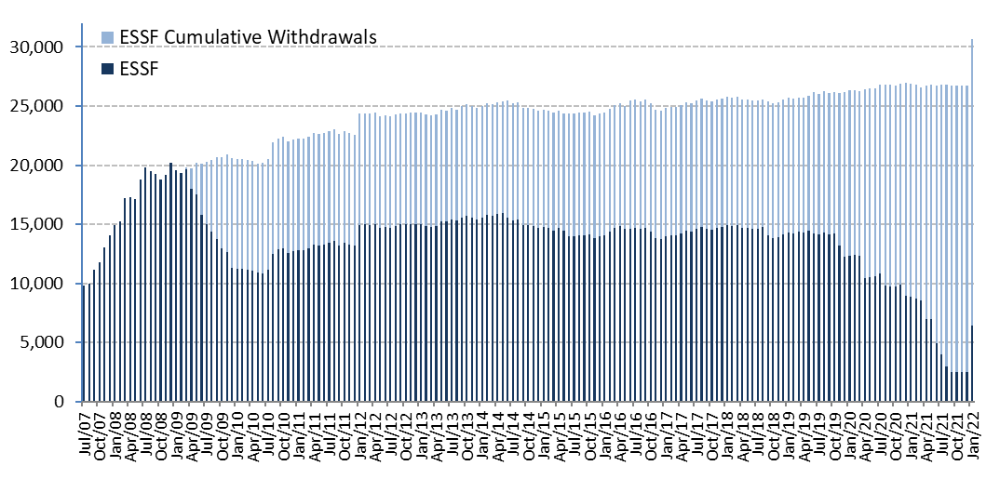 ESSF Cumulative Withdrawals
ESSF
30,000
25,000
20,000
15,000
10,000
5,000
0
Jul/07
Oct/07
Jan/08
Apr/08
Jul/08
Oct/08
Jan/09
Apr/09
Jul/09
Oct/09
Jan/10
Apr/10
Jul/10
Oct/10
Jan/11
Apr/11
Jul/11
Oct/11
Jan/12
Apr/12
Jul/12
Oct/12
Jan/13
Apr/13
Jul/13
Oct/13
Jan/14
Apr/14
Jul/14
Oct/14
Jan/15
Apr/15
Jul/15
Oct/15
Jan/16
Apr/16
Jul/16
Oct/16
Jan/17
Apr/17
Jul/17
Oct/17
Jan/18
Apr/18
Jul/18
Oct/18
Jan/19
Apr/19
Jul/19
Oct/19
Jan/20
Apr/20
Jul/20
Oct/20
Jan/21
Apr/21
Jul/21
Oct/21
Jan/22